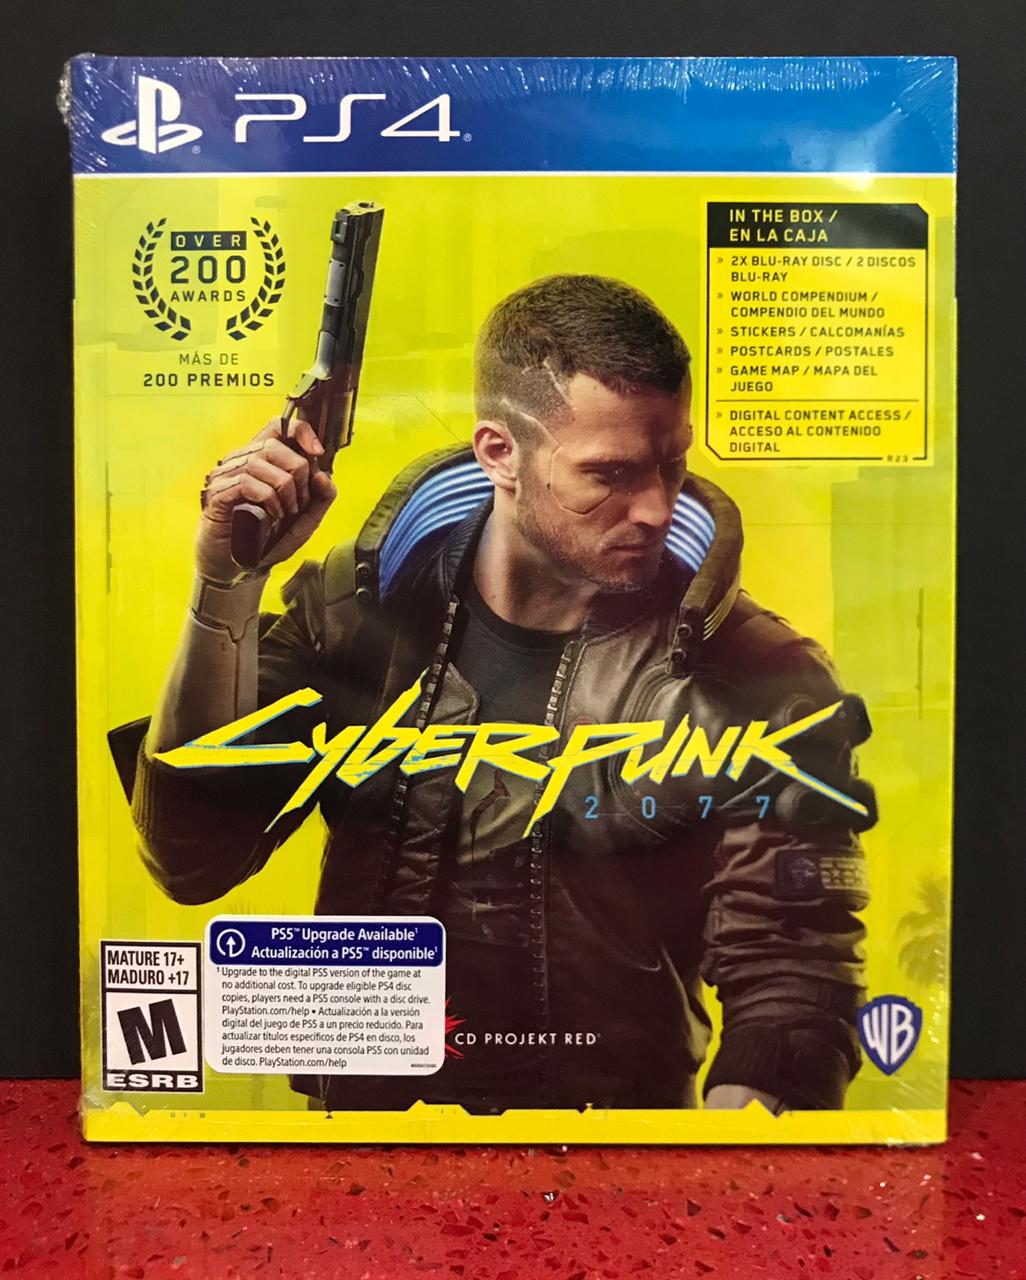 PS4
OVER
200
AWARDS
MÁS DE
200 PREMIOS
IN THE BOX /
EN LA CAJA
» 2X BLU-RAY DISC / 2 DISCOS
BLU-RAY
» WORLD COMPENDIUM /
COMPENDIO DEL MUNDO
» STICKERS / CALCOMANÍAS
» POSTCARDS / POSTALES
» GAME MAP / MAPA DEL
JUEGO
» DIGITAL CONTENT ACCESS /
ACCESO AL CONTENIDO
DIGITAL
R23
CYBERPUNK
2077
MATURE 17+
MADURO +17
M
ESRB
PS5™ Upgrade Available¹
Actualización a PS5™ disponible¹
¹ Upgrade to the digital PS5 version of the game at
no additional cost. To upgrade eligible PS4 disc
copies, players need a PS5 console with a disc drive.
PlayStation.com/help • Actualización a la versión
digital del juego de PS5 a un precio reducido. Para
actualizar títulos específicos de PS4 en disco, los
jugadores deben tener una consola PS5 con unidad
de disco. PlayStation.com/help
CD PROJEKT RED®
WB